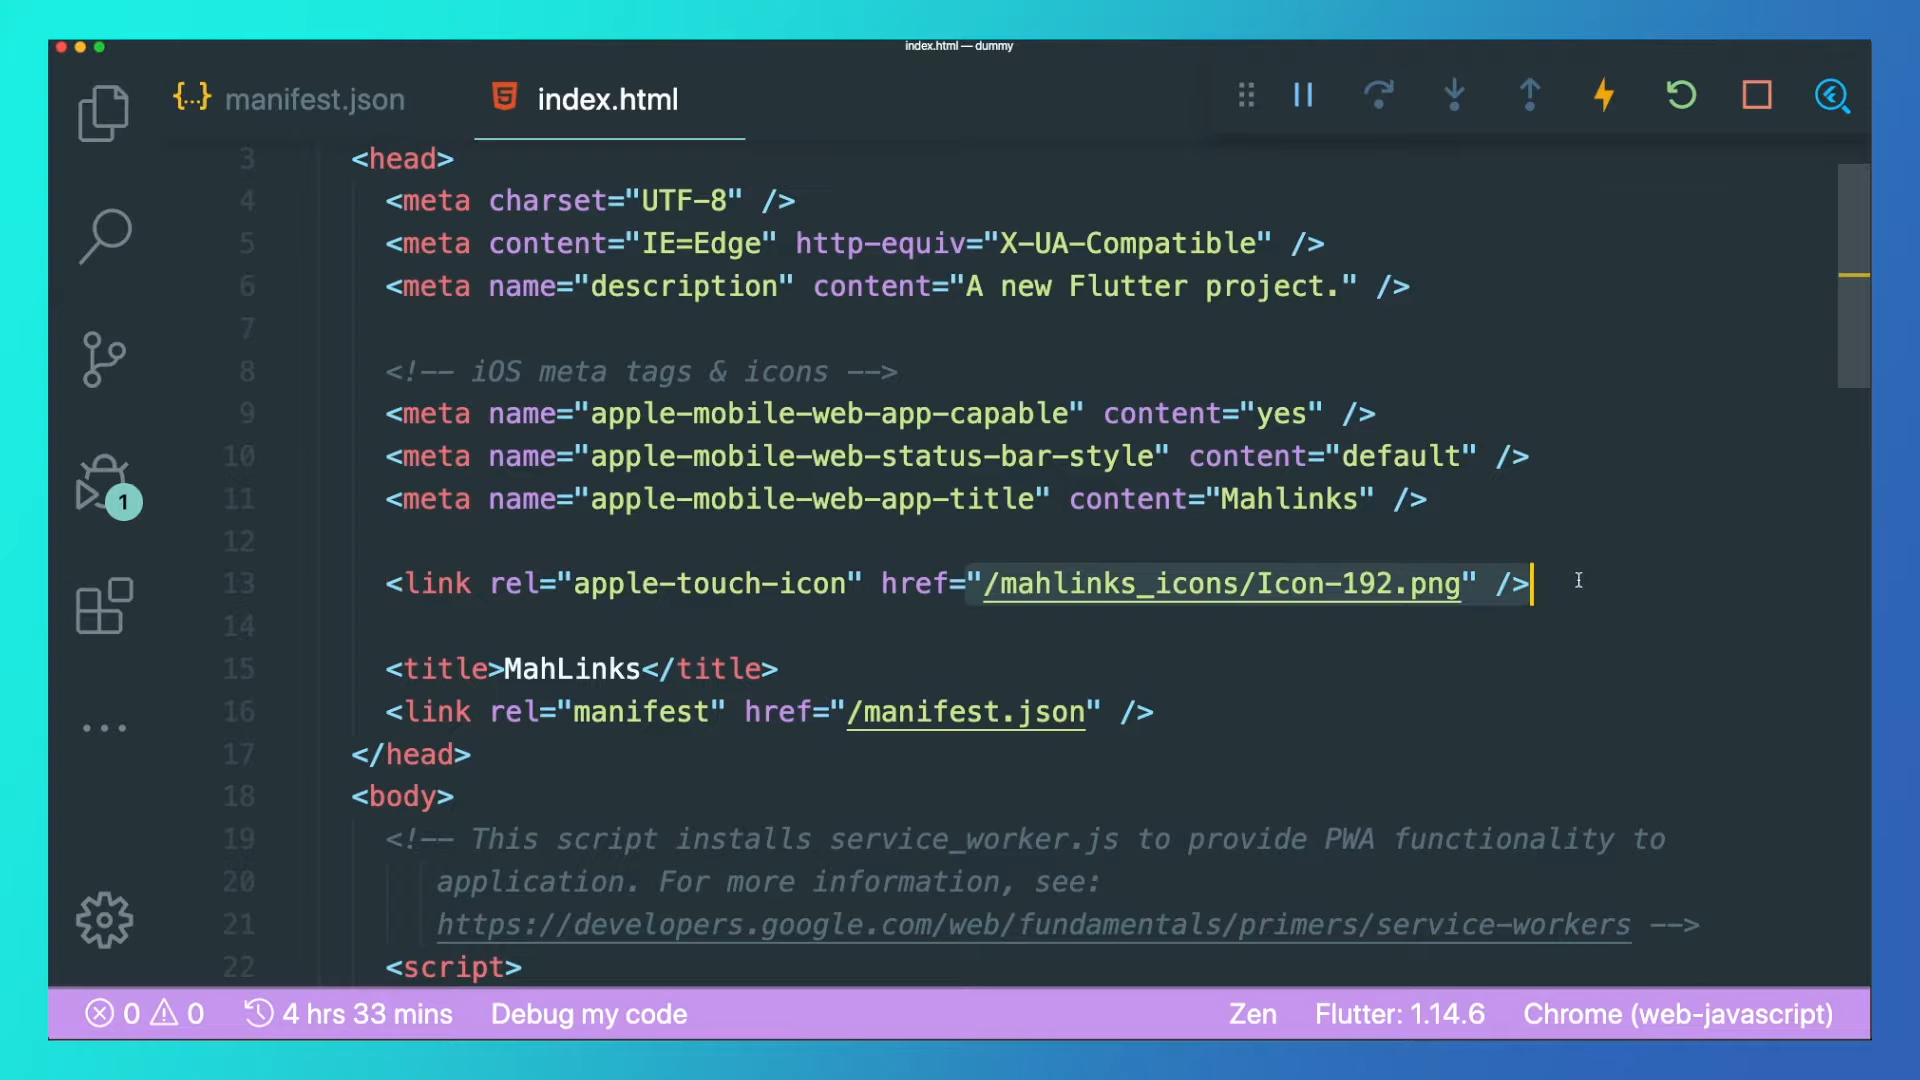 index.html — dummy
{...} manifest.json
index.html
3 <head>
4 <meta charset="UTF-8" />
5 <meta content="IE=Edge" http-equiv="X-UA-Compatible" />
6 <meta name="description" content="A new Flutter project." />
7
8 <!-- iOS meta tags & icons -->
9 <meta name="apple-mobile-web-app-capable" content="yes" />
10 <meta name="apple-mobile-web-status-bar-style" content="default" />
11 <meta name="apple-mobile-web-app-title" content="Mahlinks" />
12
13 <link rel="apple-touch-icon" href="/mahlinks_icons/Icon-192.png" />
14
15 <title>MahLinks</title>
16 <link rel="manifest" href="/manifest.json" />
17 </head>
18 <body>
19 <!-- This script installs service_worker.js to provide PWA functionality to
20 application. For more information, see:
21 https://developers.google.com/web/fundamentals/primers/service-workers -->
22 <script>
1
0 0 4 hrs 33 mins Debug my code Zen Flutter: 1.14.6 Chrome (web-javascript)